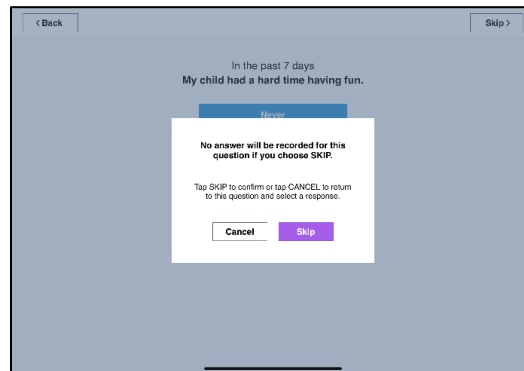 < Back
Skip >
In the past 7 days
My child had a hard time having fun.
Never
No answer will be recorded for this
question if you choose SKIP.
Tap SKIP to confirm or tap CANCEL to return
to this question and select a response.
Cancel
Skip